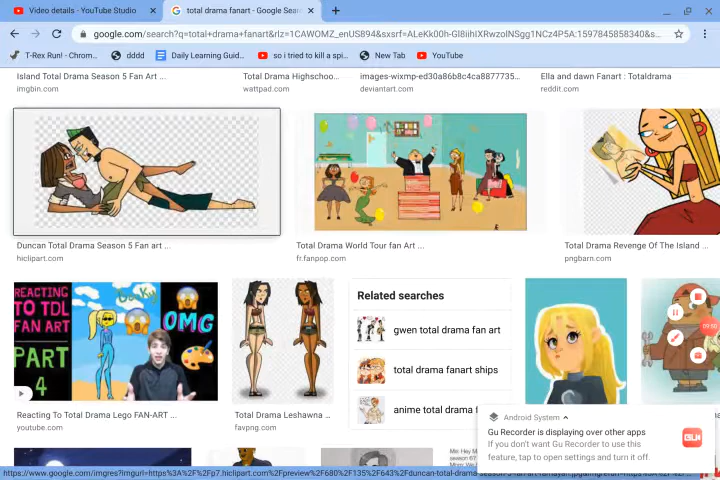 Video details - YouTube Studio
total drama fanart - Google Sear
google.com/search?q=total+drama+fanart&rlz=1CAWOMZ_enUS894&sxsrf=ALeKk00h-Gl8iihIXRwzolNSgg1NCz4P5A:1597845858340&s...
T-Rex Run! - Chrom...
dddd
Daily Learning Guid...
so i tried to kill a spi...
New Tab
YouTube
Island Total Drama Season 5 Fan Art ...
Total Drama Highschoo...
images-wixmp-ed30a86b8c4ca8877735...
Ella and dawn Fanart : Totaldrama
imgbin.com
wattpad.com
deviantart.com
reddit.com
Duncan Total Drama Season 5 Fan art ...
Total Drama World Tour fan Art ...
Total Drama Revenge Of The Island ...
hiclipart.com
fr.fanpop.com
pngbarn.com
REACTING
TO TDL
FAN ART
PART
4
OMG
Related searches
gwen total drama fan art
total drama fanart ships
anime total drama f
Reacting To Total Drama Lego FAN-ART ...
Total Drama Leshawna ...
youtube.com
favpng.com
Android System
Gu Recorder is displaying over other apps
If you don't want Gu Recorder to use this
feature, tap to open settings and turn it off.